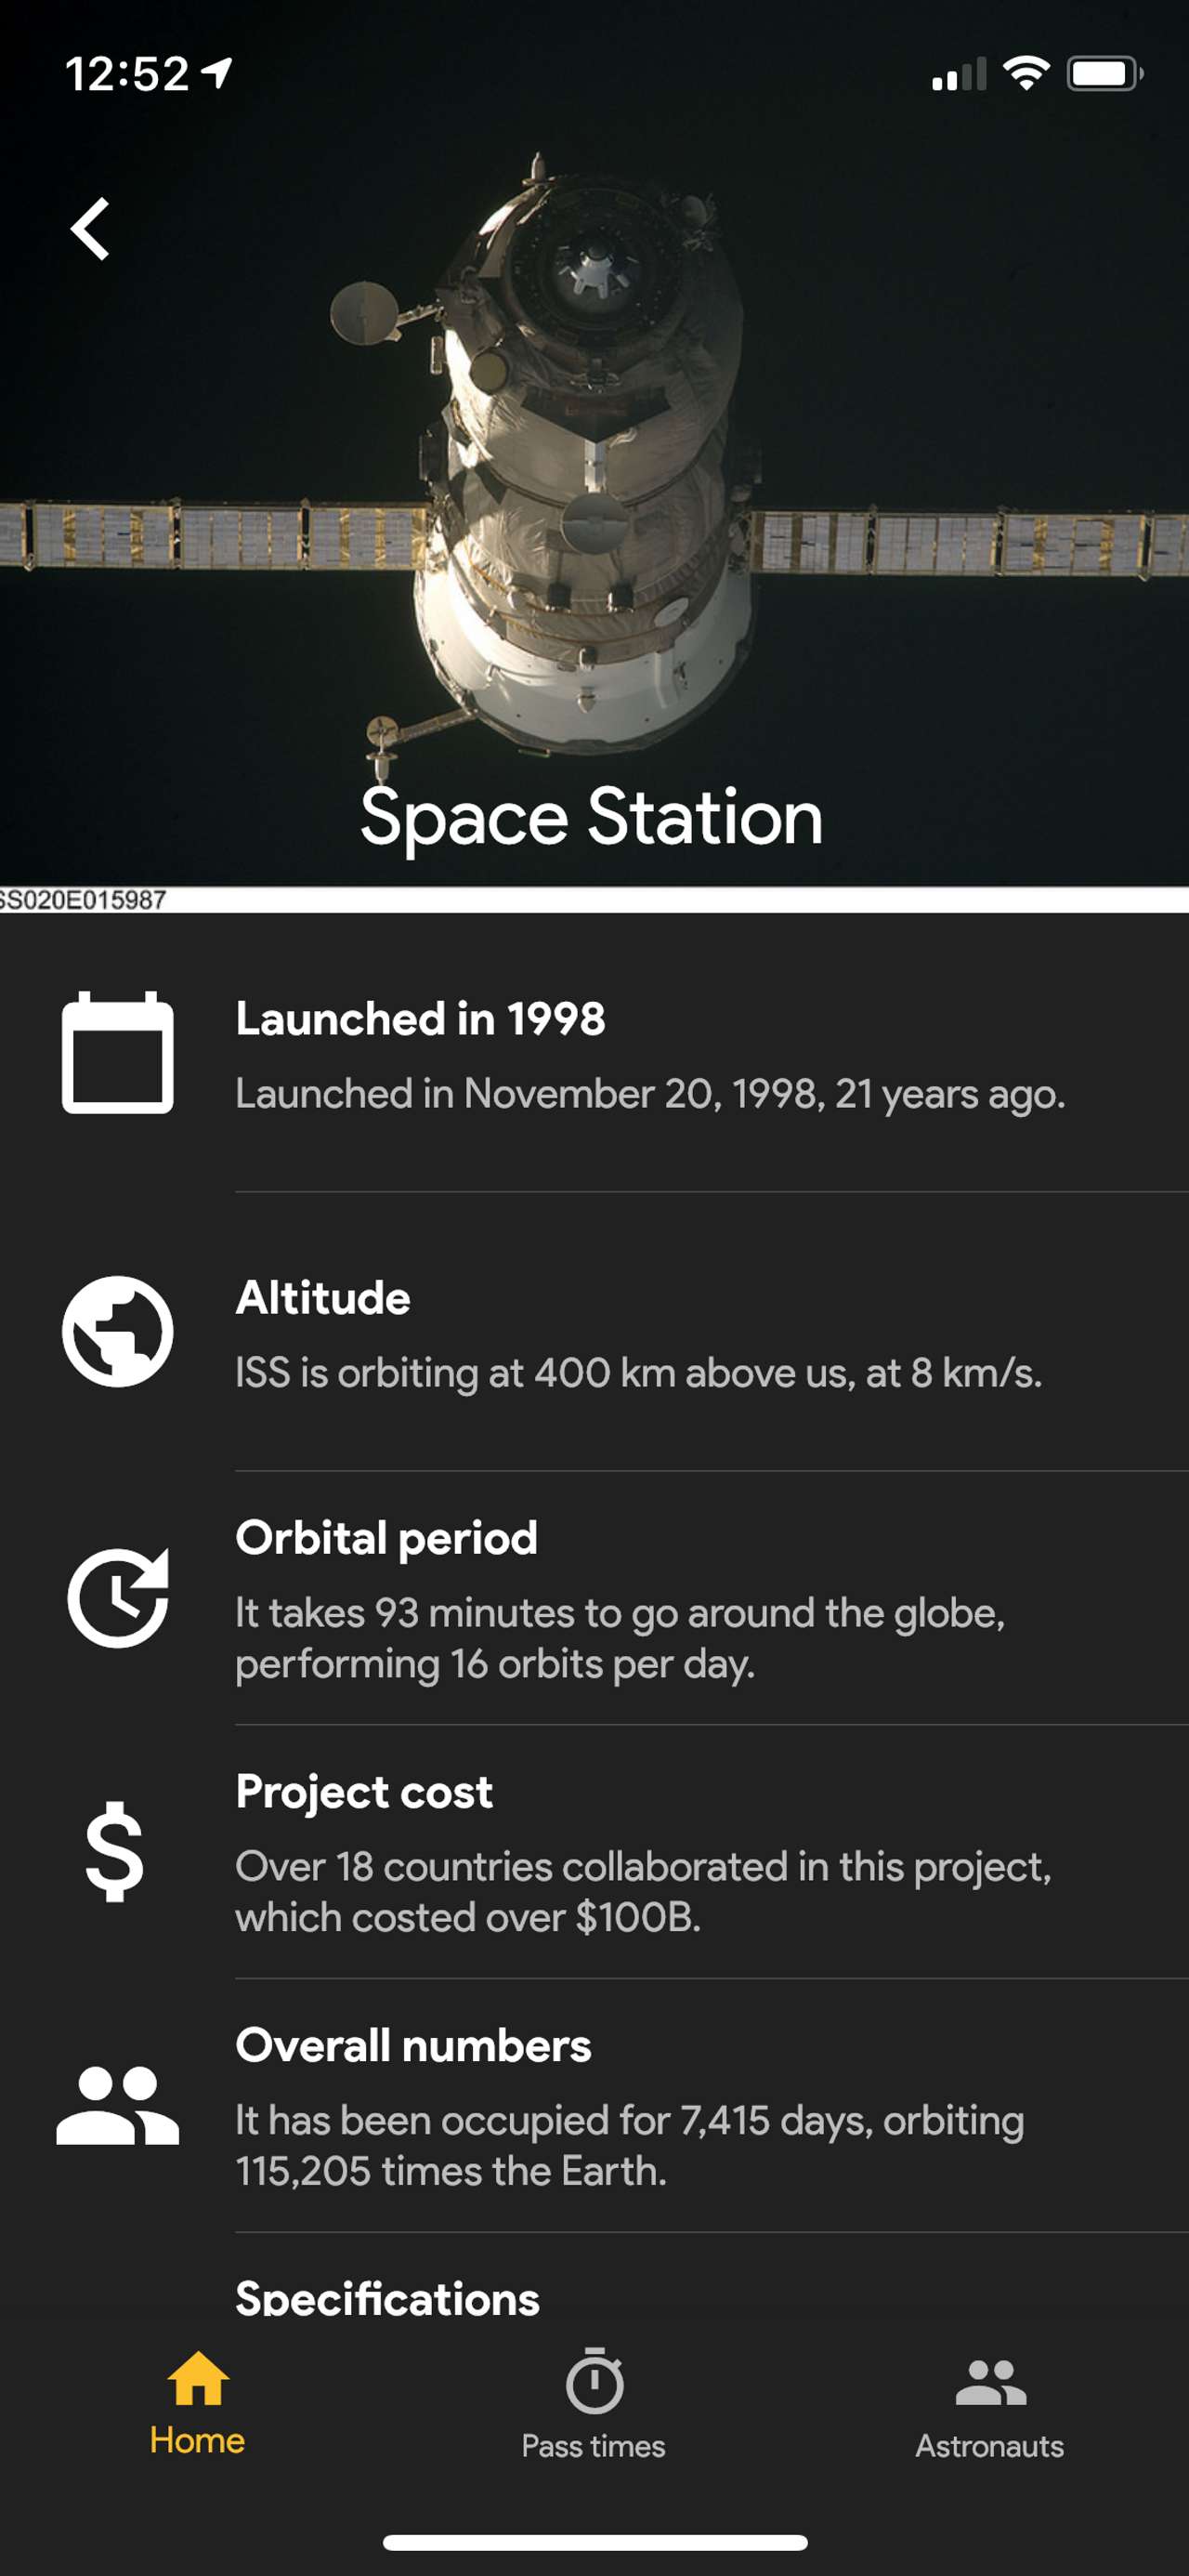 12:52
Space Station
SS020E015987
Launched in 1998
Launched in November 20, 1998, 21 years ago.
Altitude
ISS is orbiting at 400 km above us, at 8 km/s.
Orbital period
It takes 93 minutes to go around the globe,
performing 16 orbits per day.
Project cost
Over 18 countries collaborated in this project,
which costed over $100B.
Overall numbers
It has been occupied for 7,415 days, orbiting
115,205 times the Earth.
Specifications
Home
Pass times
Astronauts